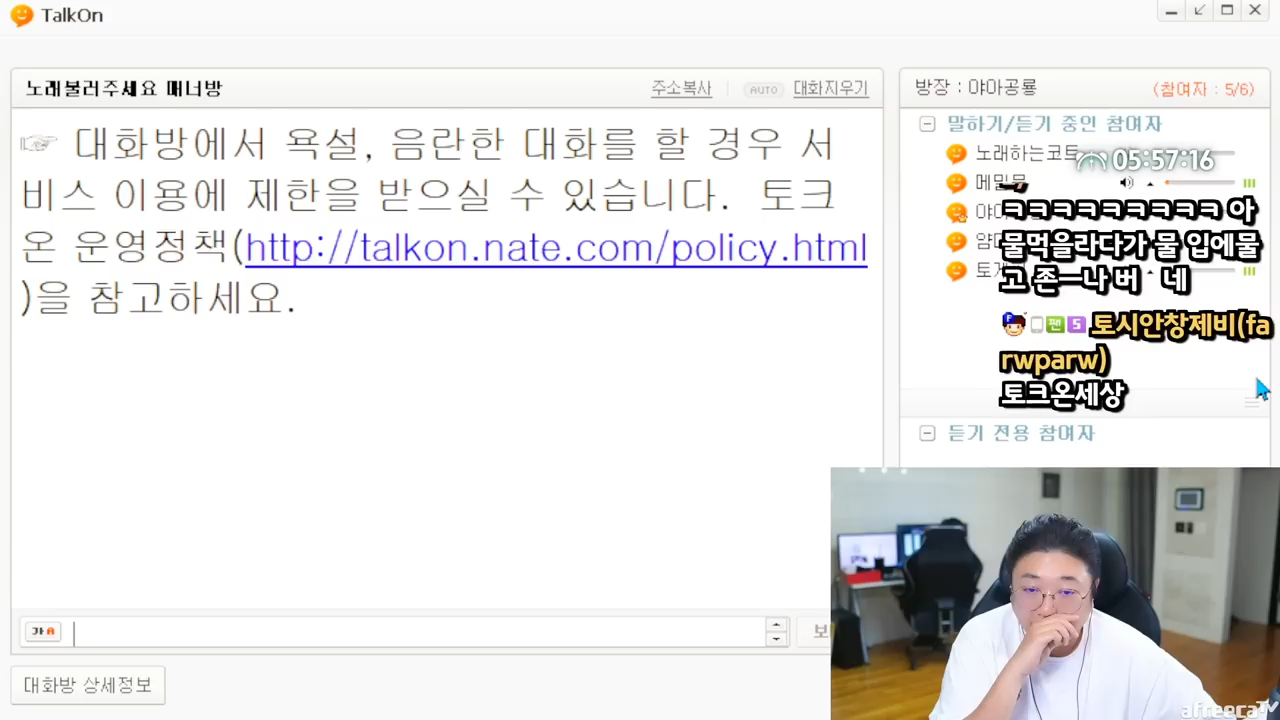 TalkOn
노래불러주세요 매너방
주소복사
AUTO
대화지우기
☞ 대화방에서 욕설, 음란한 대화를 할 경우 서
비스 이용에 제한을 받으실 수 있습니다. 토크
온 운영정책(http://talkon.nate.com/policy.html
)을 참고하세요.
가
대화방 상세정보
방장 : 야아공룡
(참여자 : 5/6)
말하기/듣기 중인 참여자
노래하는코트
05:57:16
ㅋㅋㅋㅋㅋㅋㅋㅋㅋ 아
물먹을라다가 물 입에물
고 존ㅡ나 버 네
팬 5 토시안창제비(fa
rwparw)
토크온세상
듣기 전용 참여자
afreecaTV